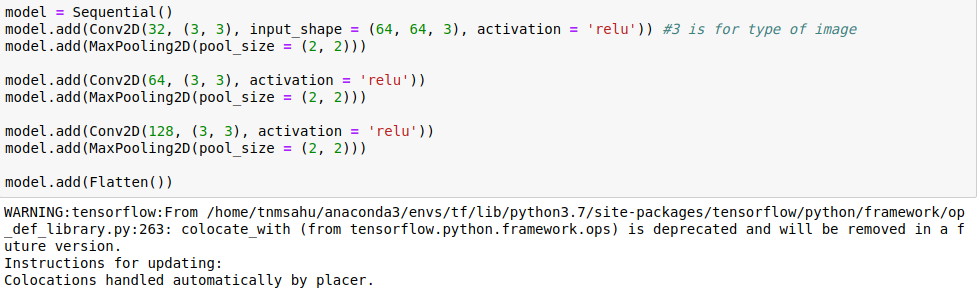 model = Sequential()
model.add(Conv2D(32, (3, 3), input_shape = (64, 64, 3), activation = 'relu')) #3 is for type of image
model.add(MaxPooling2D(pool_size = (2, 2)))
model.add(Conv2D(64, (3, 3), activation = 'relu'))
model.add(MaxPooling2D(pool_size = (2, 2)))
model.add(Conv2D(128, (3, 3), activation = 'relu'))
model.add(MaxPooling2D(pool_size = (2, 2)))
model.add(Flatten())
WARNING:tensorflow:From /home/tnmsahu/anaconda3/envs/tf/lib/python3.7/site-packages/tensorflow/python/framework/op
_def_library.py:263: colocate_with (from tensorflow.python.framework.ops) is deprecated and will be removed in a f
uture version.
Instructions for updating:
Colocations handled automatically by placer.